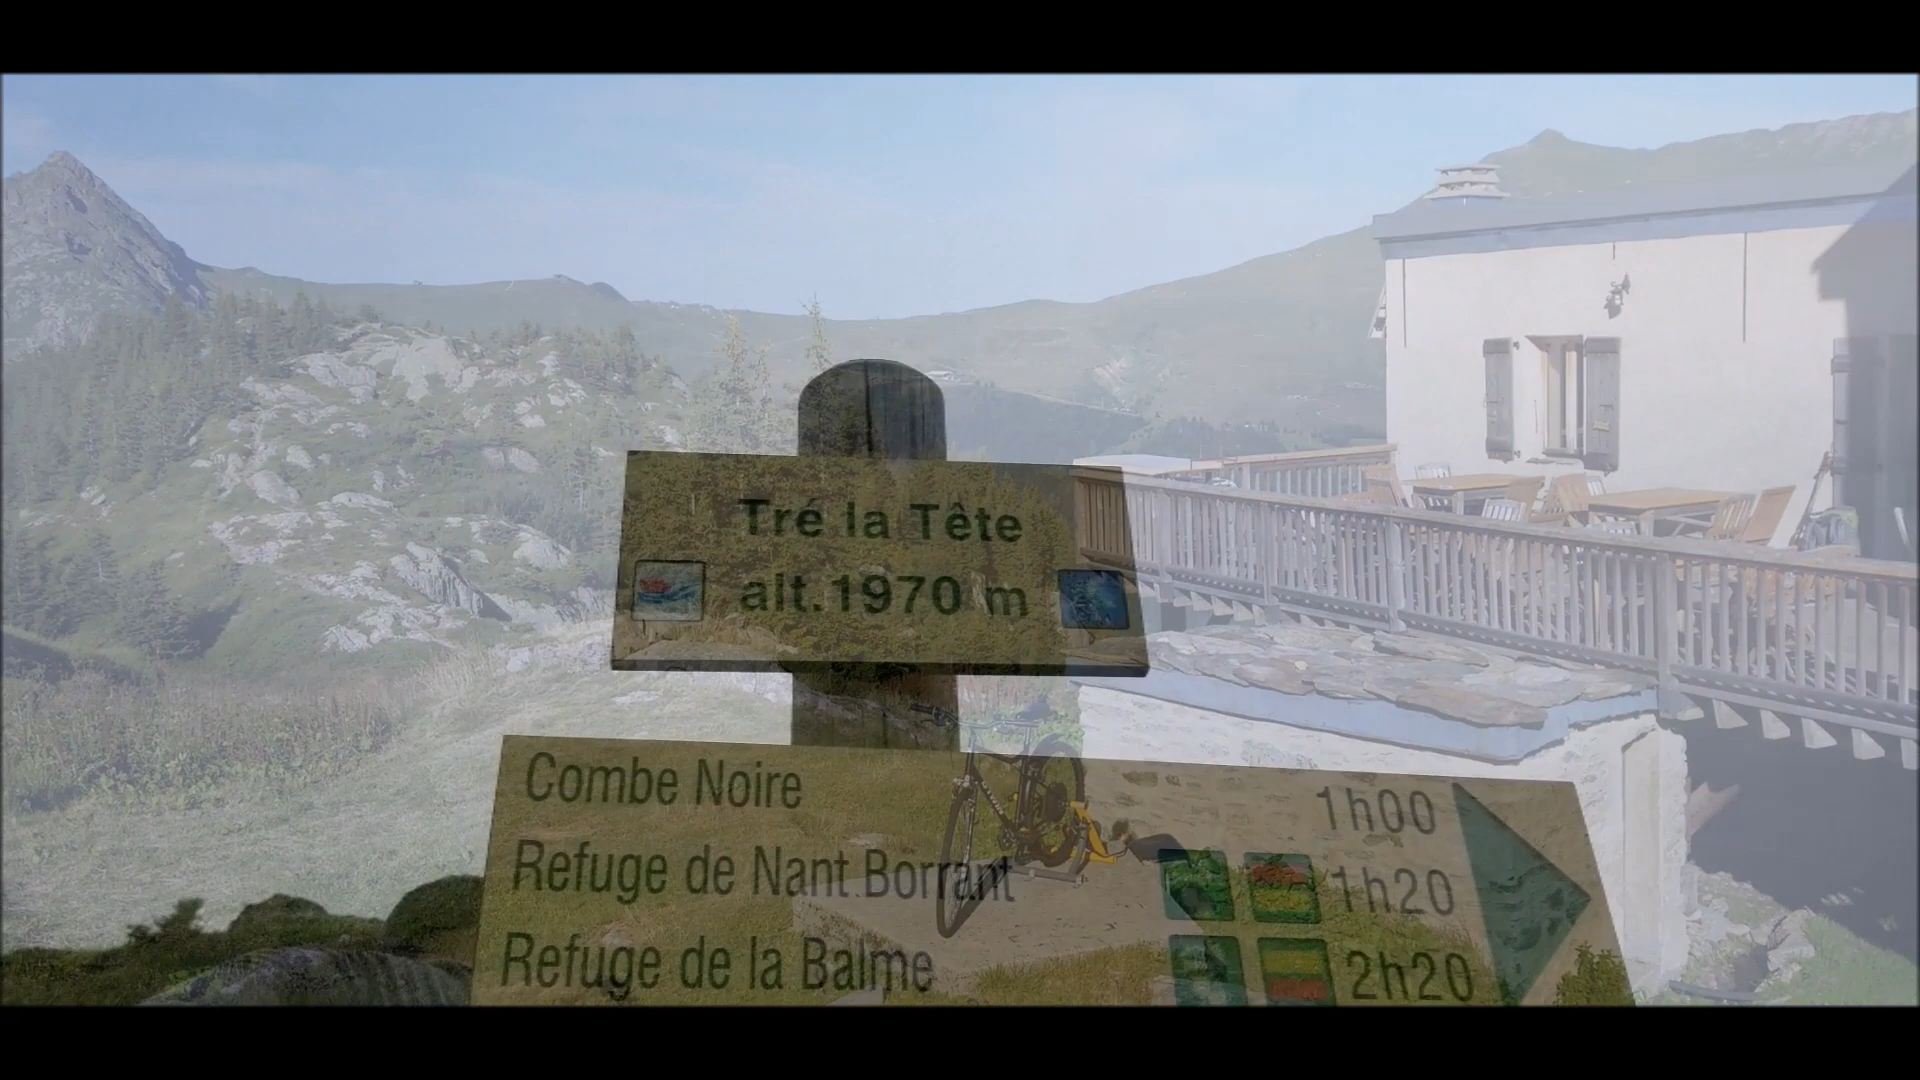 Tré la Tête
alt.1970 m
Combe Noire 1h00
Refuge de Nant Borrant 1h20
Refuge de la Balme 2h20